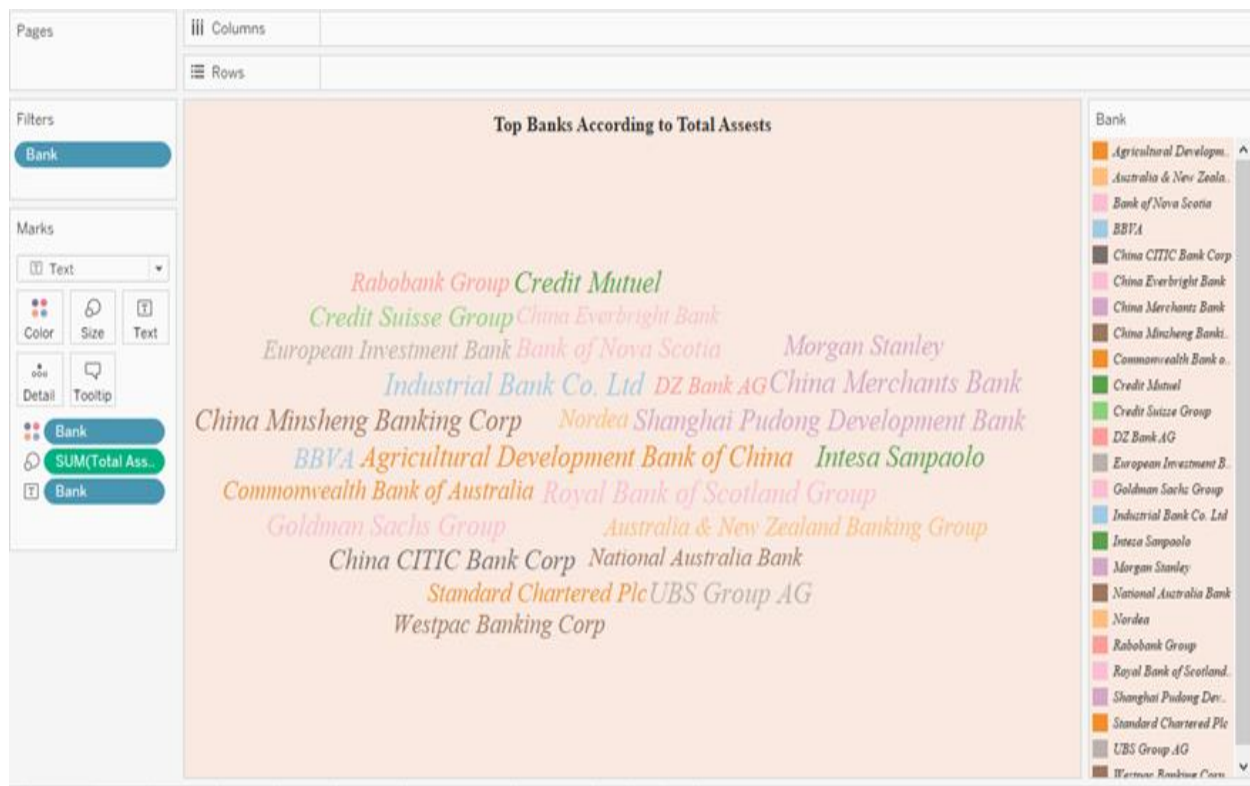 Pages
Columns
Rows
Filters
Bank
Marks
Text
Color Size Text
Detail Tooltip
Bank
SUM(Total Ass..
Bank
Top Banks According to Total Assests
Rabobank Group Credit Mutuel
Credit Suisse Group China Everbright Bank
European Investment Bank Bank of Nova Scotia Morgan Stanley
Industrial Bank Co. Ltd DZ Bank AG China Merchants Bank
China Minsheng Banking Corp Nordea Shanghai Pudong Development Bank
BBVA Agricultural Development Bank of China Intesa Sanpaolo
Commonwealth Bank of Australia Royal Bank of Scotland Group
Goldman Sachs Group Australia & New Zealand Banking Group
China CITIC Bank Corp National Australia Bank
Standard Chartered Plc UBS Group AG
Westpac Banking Corp
Bank
Agricultural Developm..
Australia & New Zeala..
Bank of Nova Scotia
BBVA
China CITIC Bank Corp
China Everbright Bank
China Merchants Bank
China Minsheng Banki..
Commonwealth Bank o..
Credit Mutuel
Credit Suisse Group
DZ Bank AG
European Investment B..
Goldman Sachs Group
Industrial Bank Co. Ltd
Intesa Sanpaolo
Morgan Stanley
National Australia Bank
Nordea
Rabobank Group
Royal Bank of Scotland..
Shanghai Pudong Dev..
Standard Chartered Plc
UBS Group AG
Westpac Banking Corp